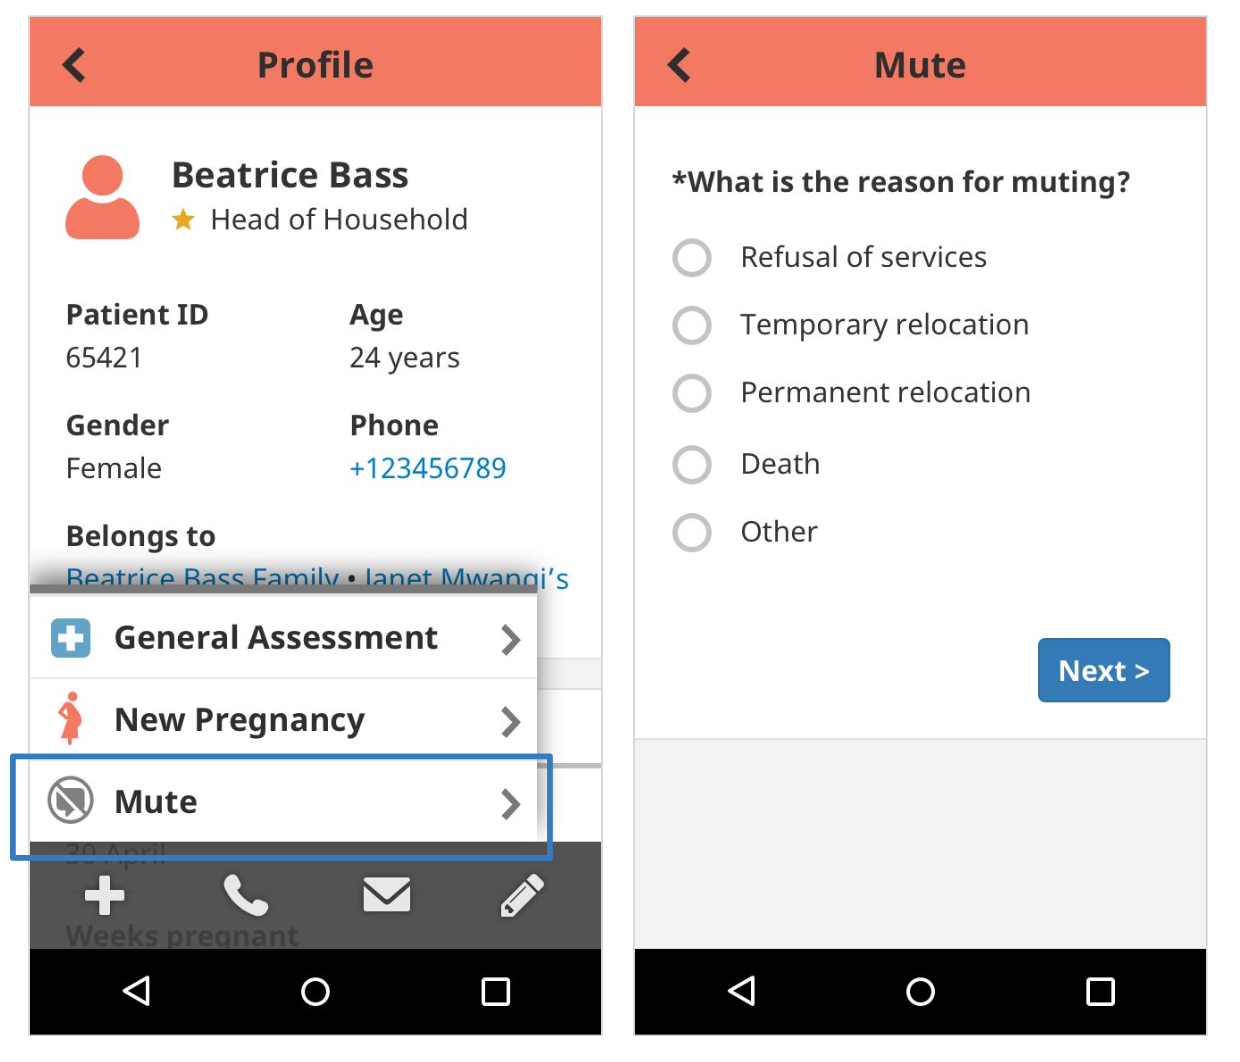 Profile
Beatrice Bass
Head of Household
Patient ID
Age
65421
24 years
Gender
Phone
Female
+123456789
Belongs to
Beatrice Bass Family • Janet Mwangi’s
General Assessment
New Pregnancy
Mute
30 April
Weeks pregnant
Mute
*What is the reason for muting?
Refusal of services
Temporary relocation
Permanent relocation
Death
Other
Next >